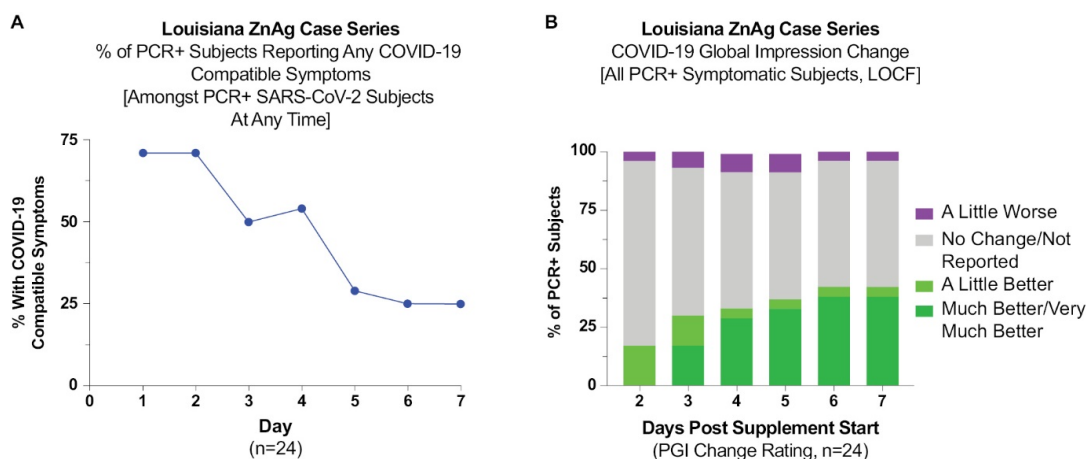 A
Louisiana ZnAg Case Series
% of PCR+ Subjects Reporting Any COVID-19
Compatible Symptoms
[Amongst PCR+ SARS-CoV-2 Subjects
At Any Time]
75
50
25
0
% With COVID-19
Compatible Symptoms
0 1 2 3 4 5 6 7
Day
(n=24)
B
Louisiana ZnAg Case Series
COVID-19 Global Impression Change
[All PCR+ Symptomatic Subjects, LOCF]
100
75
50
25
0
% of PCR+ Subjects
2 3 4 5 6 7
Days Post Supplement Start
(PGI Change Rating, n=24)
A Little Worse
No Change/Not
Reported
A Little Better
Much Better/Very
Much Better